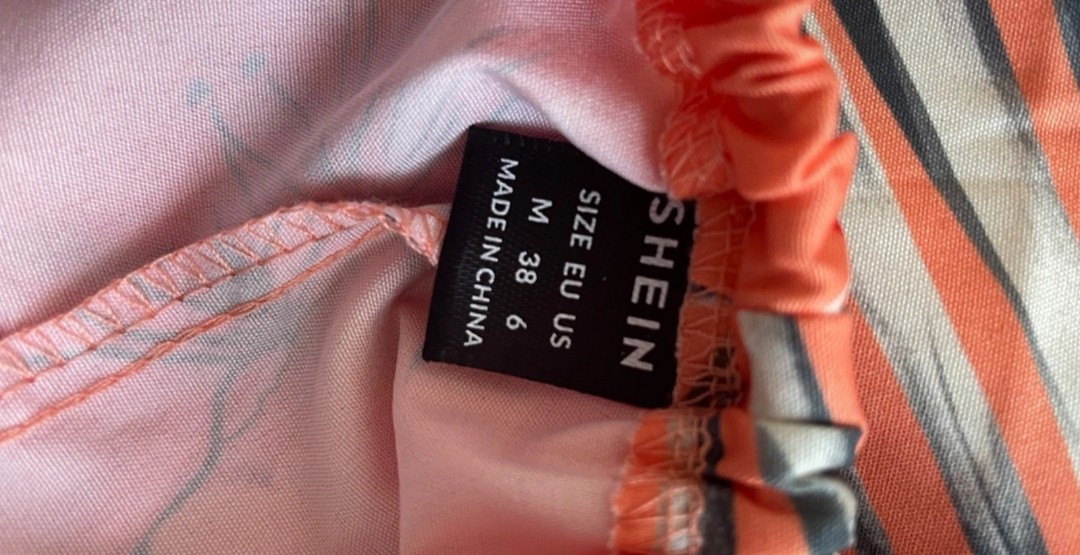 SHEIN
SIZE EU US
M 38 6
MADE IN CHINA